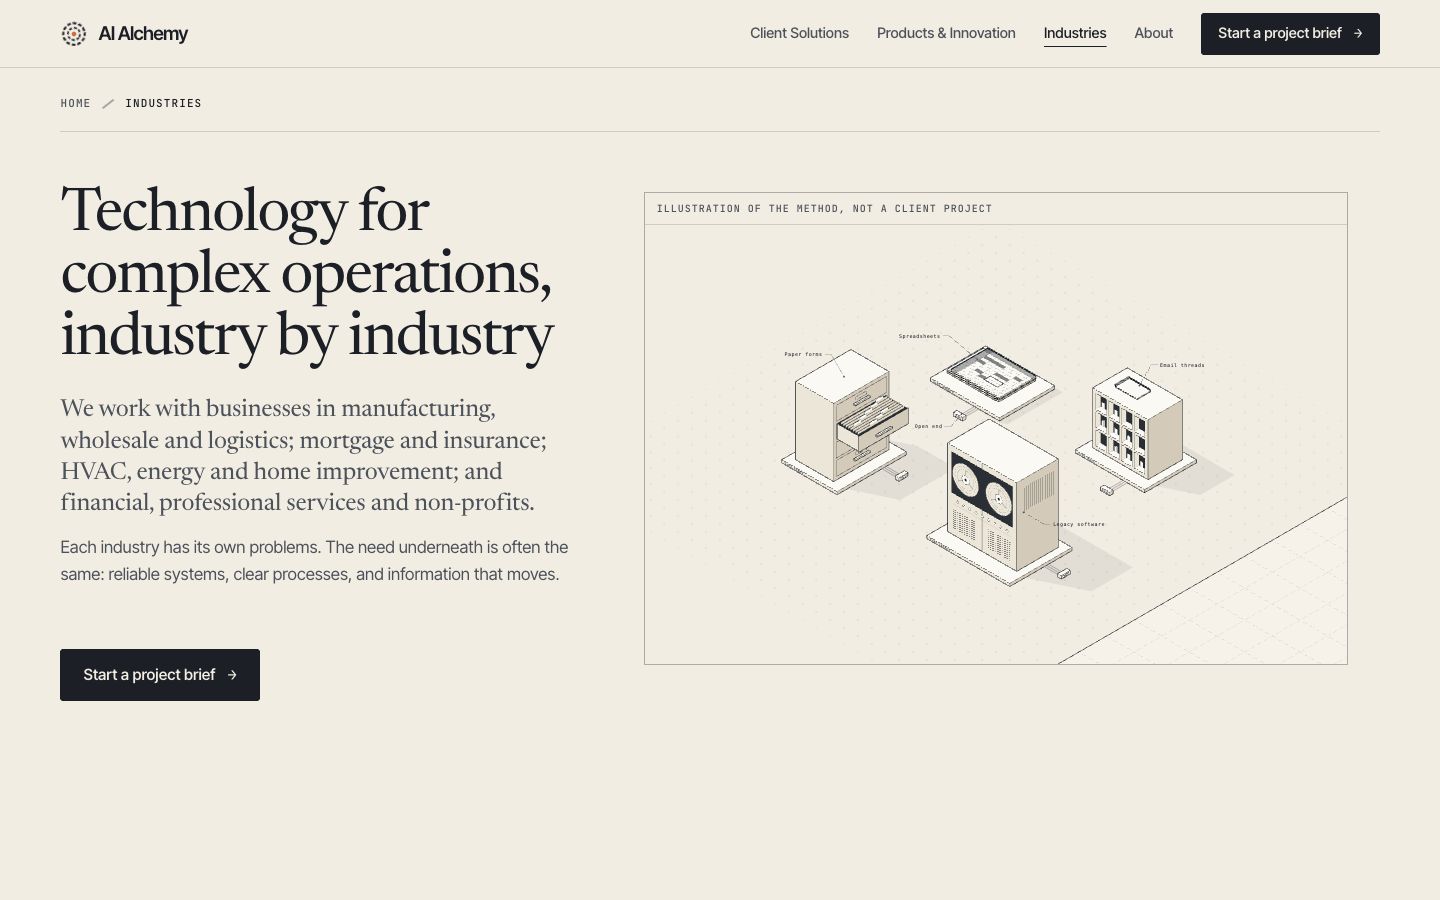 AI Alchemy
Client Solutions
Products & Innovation
Industries
About
Start a project brief →
HOME
INDUSTRIES
Technology for
complex operations,
industry by industry
We work with businesses in manufacturing,
wholesale and logistics; mortgage and insurance;
HVAC, energy and home improvement; and
financial, professional services and non-profits.
Each industry has its own problems. The need underneath is often the
same: reliable systems, clear processes, and information that moves.
Start a project brief →
ILLUSTRATION OF THE METHOD, NOT A CLIENT PROJECT
Spreadsheets
Paper forms
Email threads
Open end
Legacy software